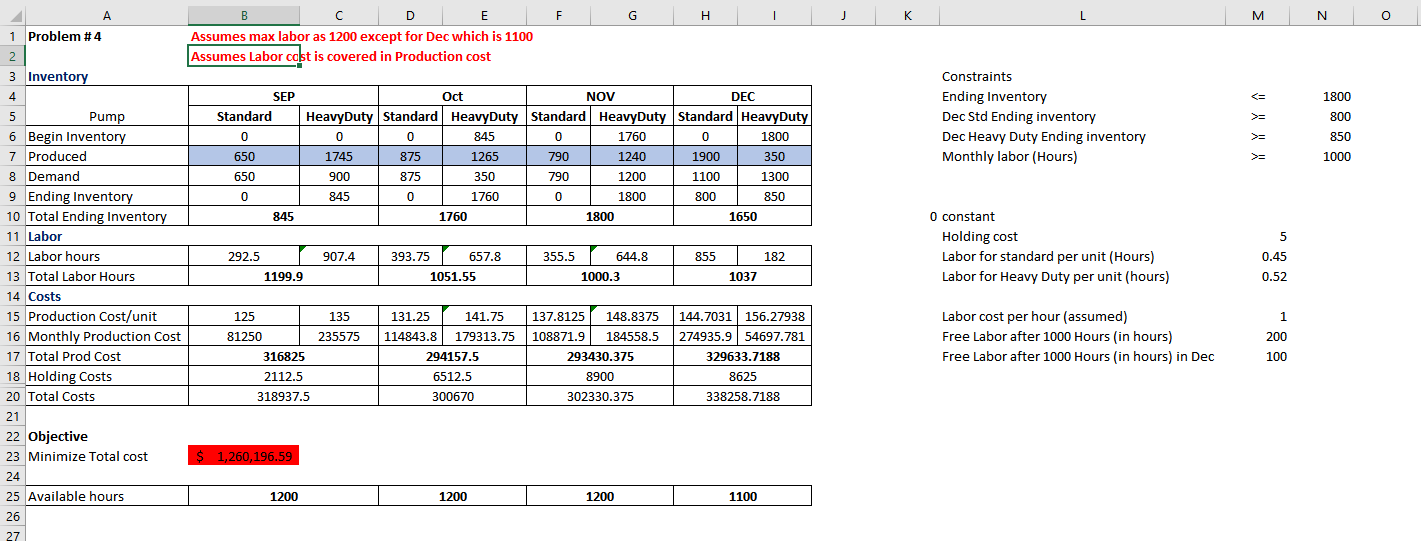 A B C D E F G H I J K L M N O
1 Problem # 4 Assumes max labor as 1200 except for Dec which is 1100
2 Assumes Labor cost is covered in Production cost
3 Inventory Constraints
4 SEP Oct NOV DEC Ending Inventory <= 1800
5 Pump Standard HeavyDuty Standard HeavyDuty Standard HeavyDuty Standard HeavyDuty Dec Std Ending inventory >= 800
6 Begin Inventory 0 0 0 845 0 1760 0 1800 Dec Heavy Duty Ending inventory >= 850
7 Produced 650 1745 875 1265 790 1240 1900 350 Monthly labor (Hours) >= 1000
8 Demand 650 900 875 350 790 1200 1100 1300
9 Ending Inventory 0 845 0 1760 0 1800 800 850
10 Total Ending Inventory 845 1760 1800 1650 0 constant
11 Labor Holding cost 5
12 Labor hours 292.5 907.4 393.75 657.8 355.5 644.8 855 182 Labor for standard per unit (Hours) 0.45
13 Total Labor Hours 1199.9 1051.55 1000.3 1037 Labor for Heavy Duty per unit (hours) 0.52
14 Costs
15 Production Cost/unit 125 135 131.25 141.75 137.8125 148.8375 144.7031 156.27938 Labor cost per hour (assumed) 1
16 Monthly Production Cost 81250 235575 114843.8 179313.75 108871.9 184558.5 274935.9 54697.781 Free Labor after 1000 Hours (in hours) 200
17 Total Prod Cost 316825 294157.5 293430.375 329633.7188 Free Labor after 1000 Hours (in hours) in Dec 100
18 Holding Costs 2112.5 6512.5 8900 8625
20 Total Costs 318937.5 300670 302330.375 338258.7188
21
22 Objective
23 Minimize Total cost $ 1,260,196.59
24
25 Available hours 1200 1200 1200 1100
26
27